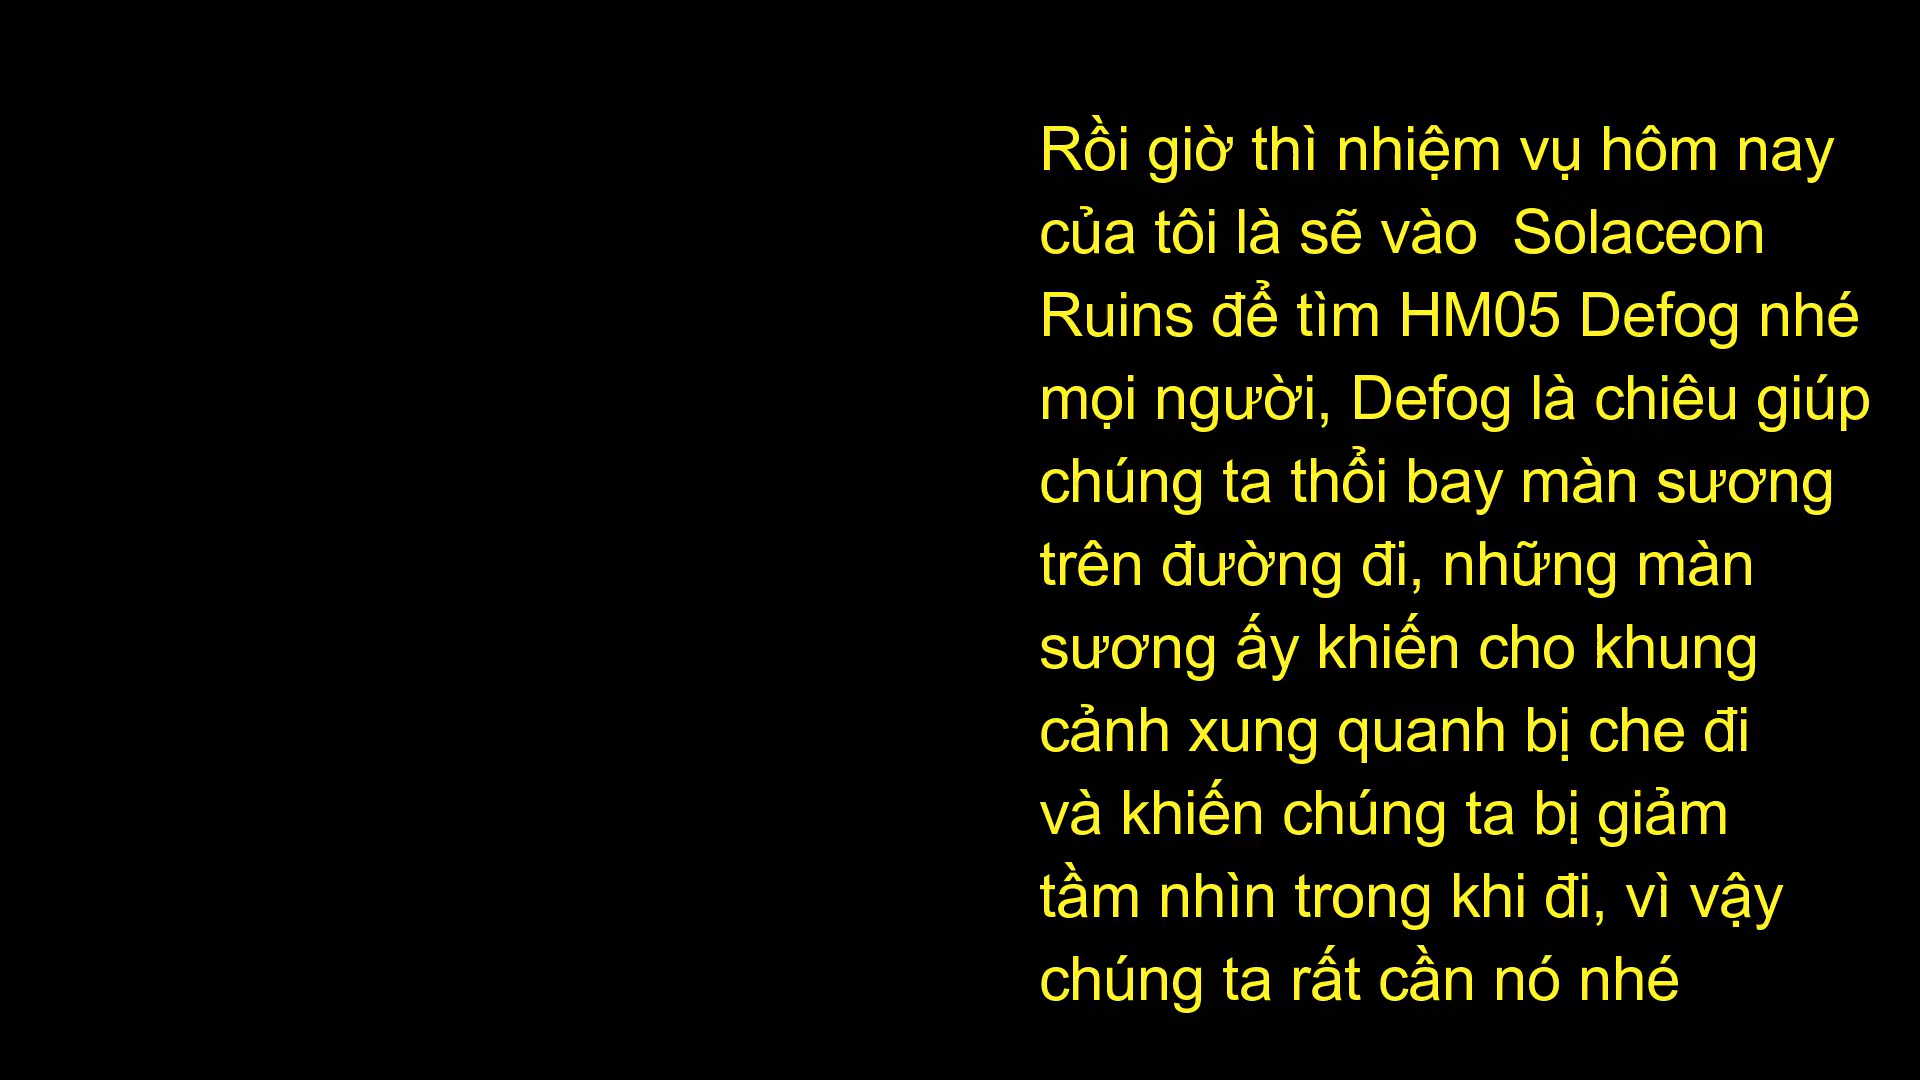 Rồi giờ thì nhiệm vụ hôm nay
của tôi là sẽ vào  Solaceon
Ruins để tìm HM05 Defog nhé
mọi người, Defog là chiêu giúp
chúng ta thổi bay màn sương
trên đường đi, những màn
sương ấy khiến cho khung
cảnh xung quanh bị che đi
và khiến chúng ta bị giảm
tầm nhìn trong khi đi, vì vậy
chúng ta rất cần nó nhé